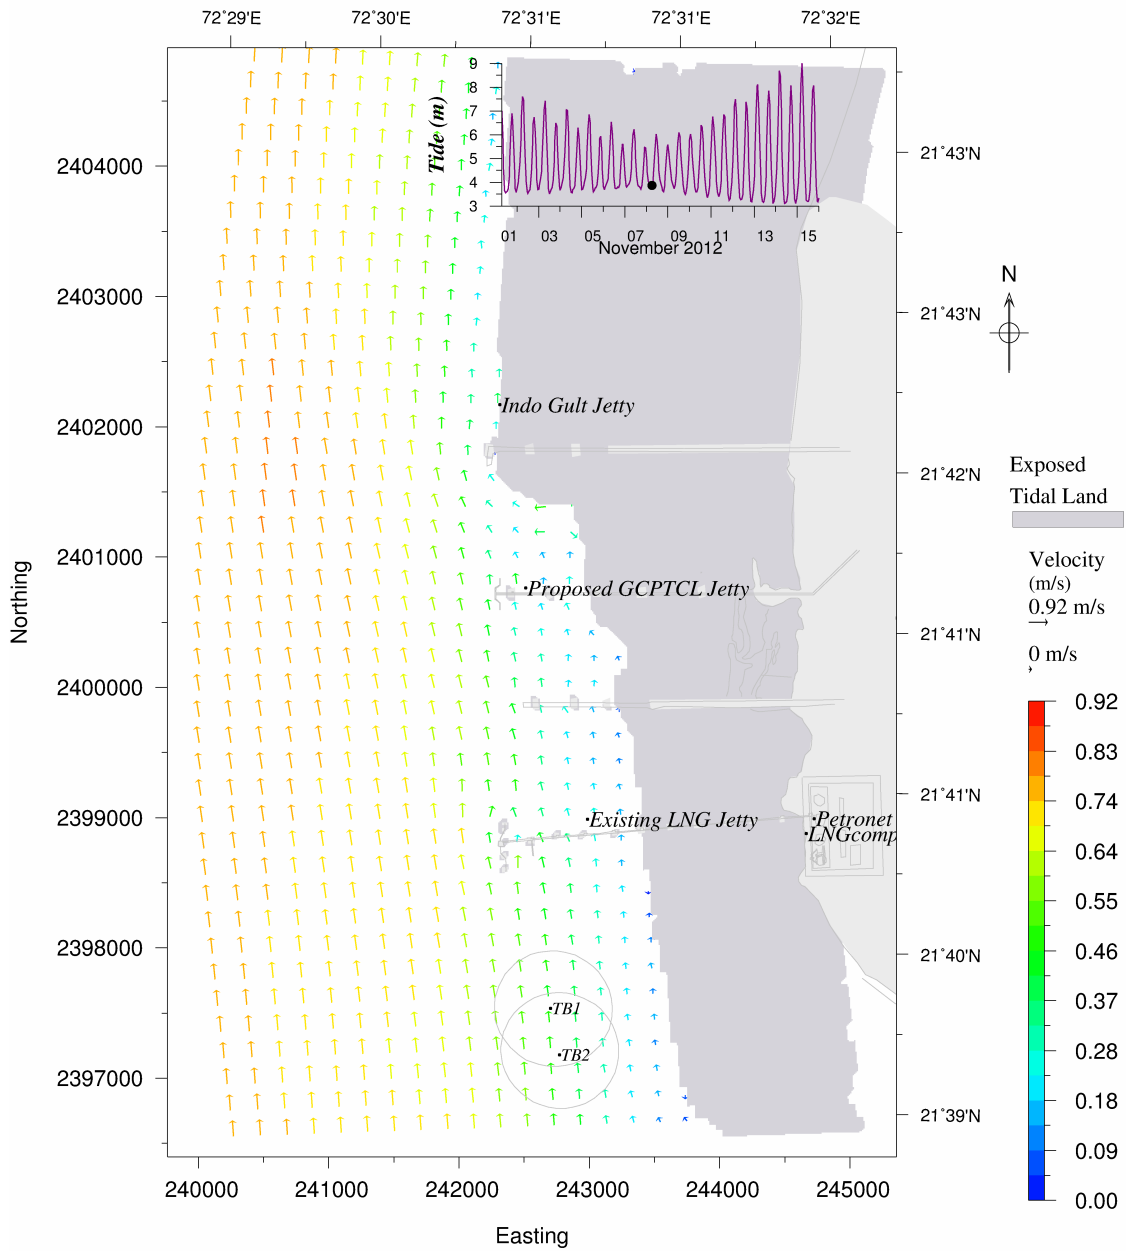 72°29'E 72°30'E 72°31'E 72°31'E 72°32'E
9
8
7
6
5
4
3
Tide (m)
01 03 05 07 09 11 13 15
November 2012
2404000
2403000
2402000
2401000
2400000
2399000
2398000
2397000
Northing
21°43'N
21°43'N
21°42'N
21°41'N
21°41'N
21°40'N
21°39'N
Indo Gult Jetty
Proposed GCPTCL Jetty
Existing LNG Jetty
Petronet
LNGcomp
TB1
TB2
240000 241000 242000 243000 244000 245000
Easting
N
Exposed
Tidal Land
Velocity
(m/s)
0.92 m/s
0 m/s
0.92
0.83
0.74
0.64
0.55
0.46
0.37
0.28
0.18
0.09
0.00